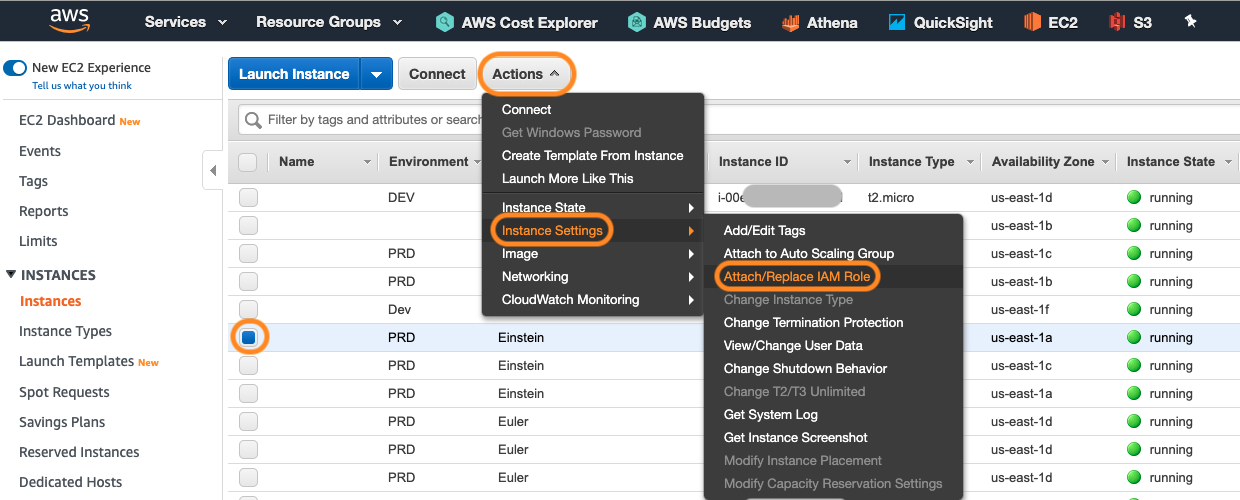 aws Services Resource Groups AWS Cost Explorer AWS Budgets Athena QuickSight EC2 S3
New EC2 Experience
Tell us what you think
Launch Instance Connect Actions
EC2 Dashboard New
Events
Tags
Reports
Limits
INSTANCES
Instances
Instance Types
Launch Templates New
Spot Requests
Savings Plans
Reserved Instances
Dedicated Hosts
Filter by tags and attributes or search
Connect
Get Windows Password
Create Template From Instance
Launch More Like This
Instance State
Instance Settings
Image
Networking
CloudWatch Monitoring
Add/Edit Tags
Attach to Auto Scaling Group
Attach/Replace IAM Role
Change Instance Type
Change Termination Protection
View/Change User Data
Change Shutdown Behavior
Change T2/T3 Unlimited
Get System Log
Get Instance Screenshot
Modify Instance Placement
Modify Capacity Reservation Settings
Name Environment Instance ID Instance Type Availability Zone Instance State
DEV i-00e t2.micro us-east-1d running
us-east-1b running
PRD us-east-1c running
PRD us-east-1b running
Dev us-east-1f running
PRD Einstein us-east-1a running
PRD Einstein us-east-1c running
PRD Einstein us-east-1a running
PRD Euler us-east-1d running
PRD Euler us-east-1d running
PRD Euler us-east-1d running